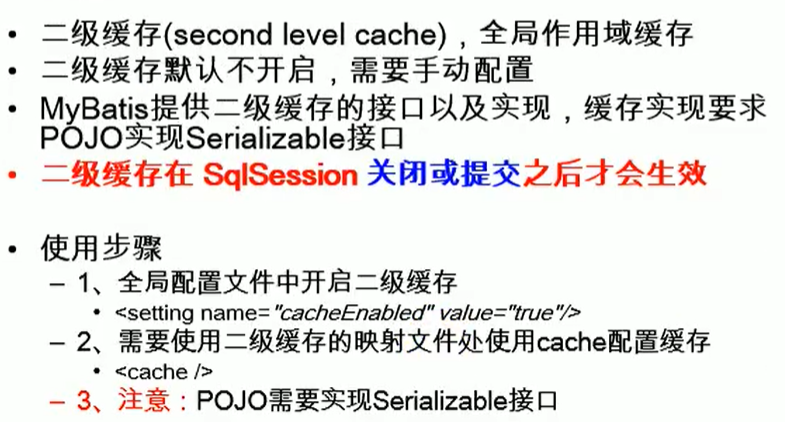 • 二级缓存(second level cache)，全局作用域缓存
• 二级缓存默认不开启，需要手动配置
• MyBatis提供二级缓存的接口以及实现，缓存实现要求
POJO实现Serializable接口
• 二级缓存在 SqlSession 关闭或提交之后才会生效
• 使用步骤
– 1、全局配置文件中开启二级缓存
• <setting name="cacheEnabled" value="true"/>
– 2、需要使用二级缓存的映射文件处使用cache配置缓存
• <cache />
– 3、注意：POJO需要实现Serializable接口